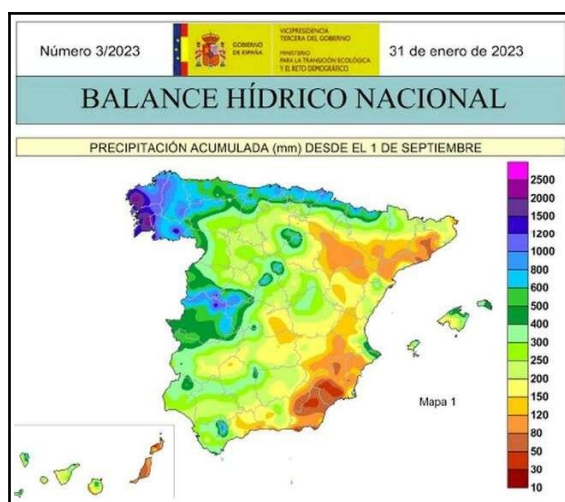 Número 3/2023
GOBIERNO
DE ESPAÑA
VICEPRESIDENCIA
TERCERA DEL GOBIERNO
MINISTERIO
PARA LA TRANSICIÓN ECOLÓGICA
Y EL RETO DEMOGRÁFICO
31 de enero de 2023
BALANCE HÍDRICO NACIONAL
PRECIPITACIÓN ACUMULADA (mm) DESDE EL 1 DE SEPTIEMBRE
2500
2000
1500
1200
1000
800
600
500
400
300
250
200
150
120
80
50
30
10
Mapa 1